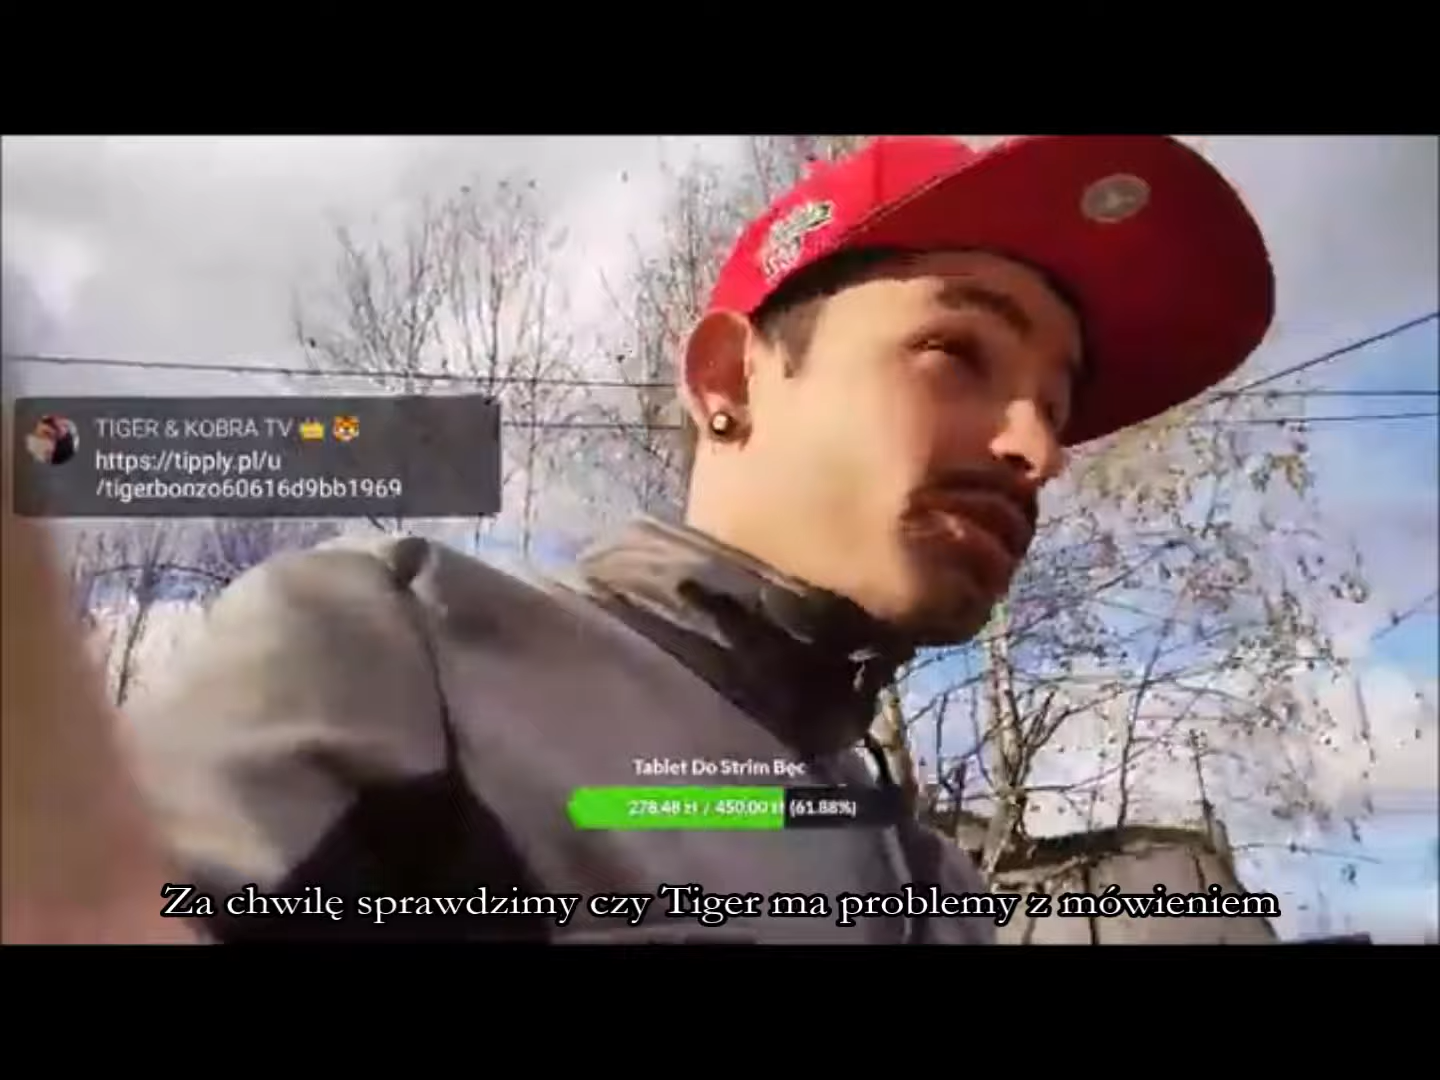 TIGER & KOBRA TV 👑 🐯
https://tipply.pl/u
/tigerbonzo60616d9bb1969
Tablet Do Strim Bęc
278.48 zł / 450.00 zł (61.88%)
Za chwilę sprawdzimy czy Tiger ma problemy z mówieniem